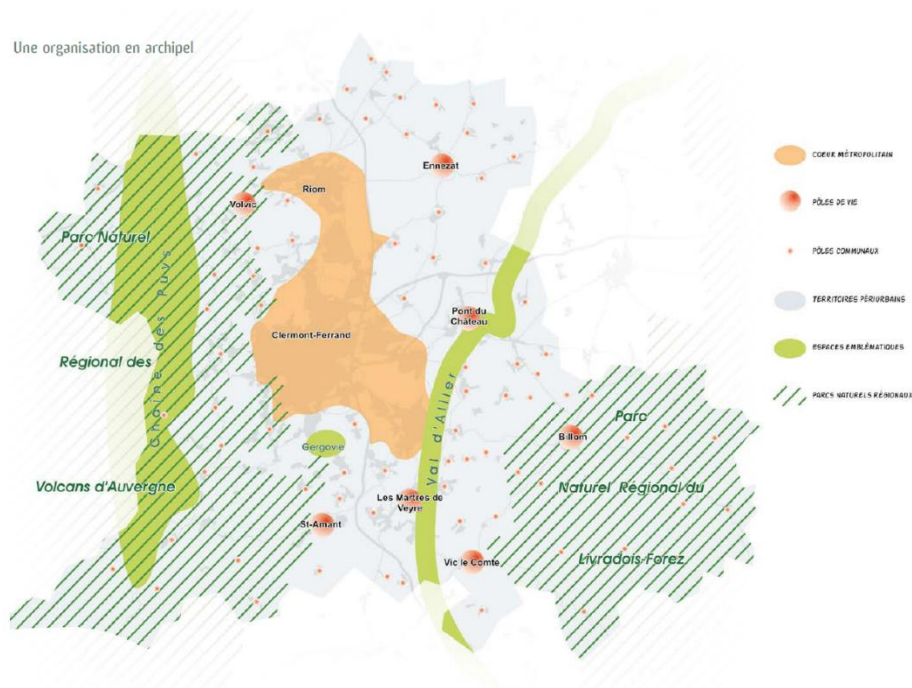 Une organisation en archipel
COEUR MÉTROPOLITAIN
Ennezat
Riom
PÔLES DE VIE
Volvic
Parc Naturel
PÔLES COMMUNAUX
TERRITOIRES PÉRIURBAINS
Pont du
Château
Clermont-Ferrand
ESPACES EMBLÉMATIQUES
Régional des
Chaîne des Puys
PARCS NATURELS RÉGIONAUX
Parc
Billom
Gergovie
Val d'Allier
Volcans d'Auvergne
Naturel Régional du
Les Martres de
Veyre
St-Amant
Vic le Comte
Livradois-Forez